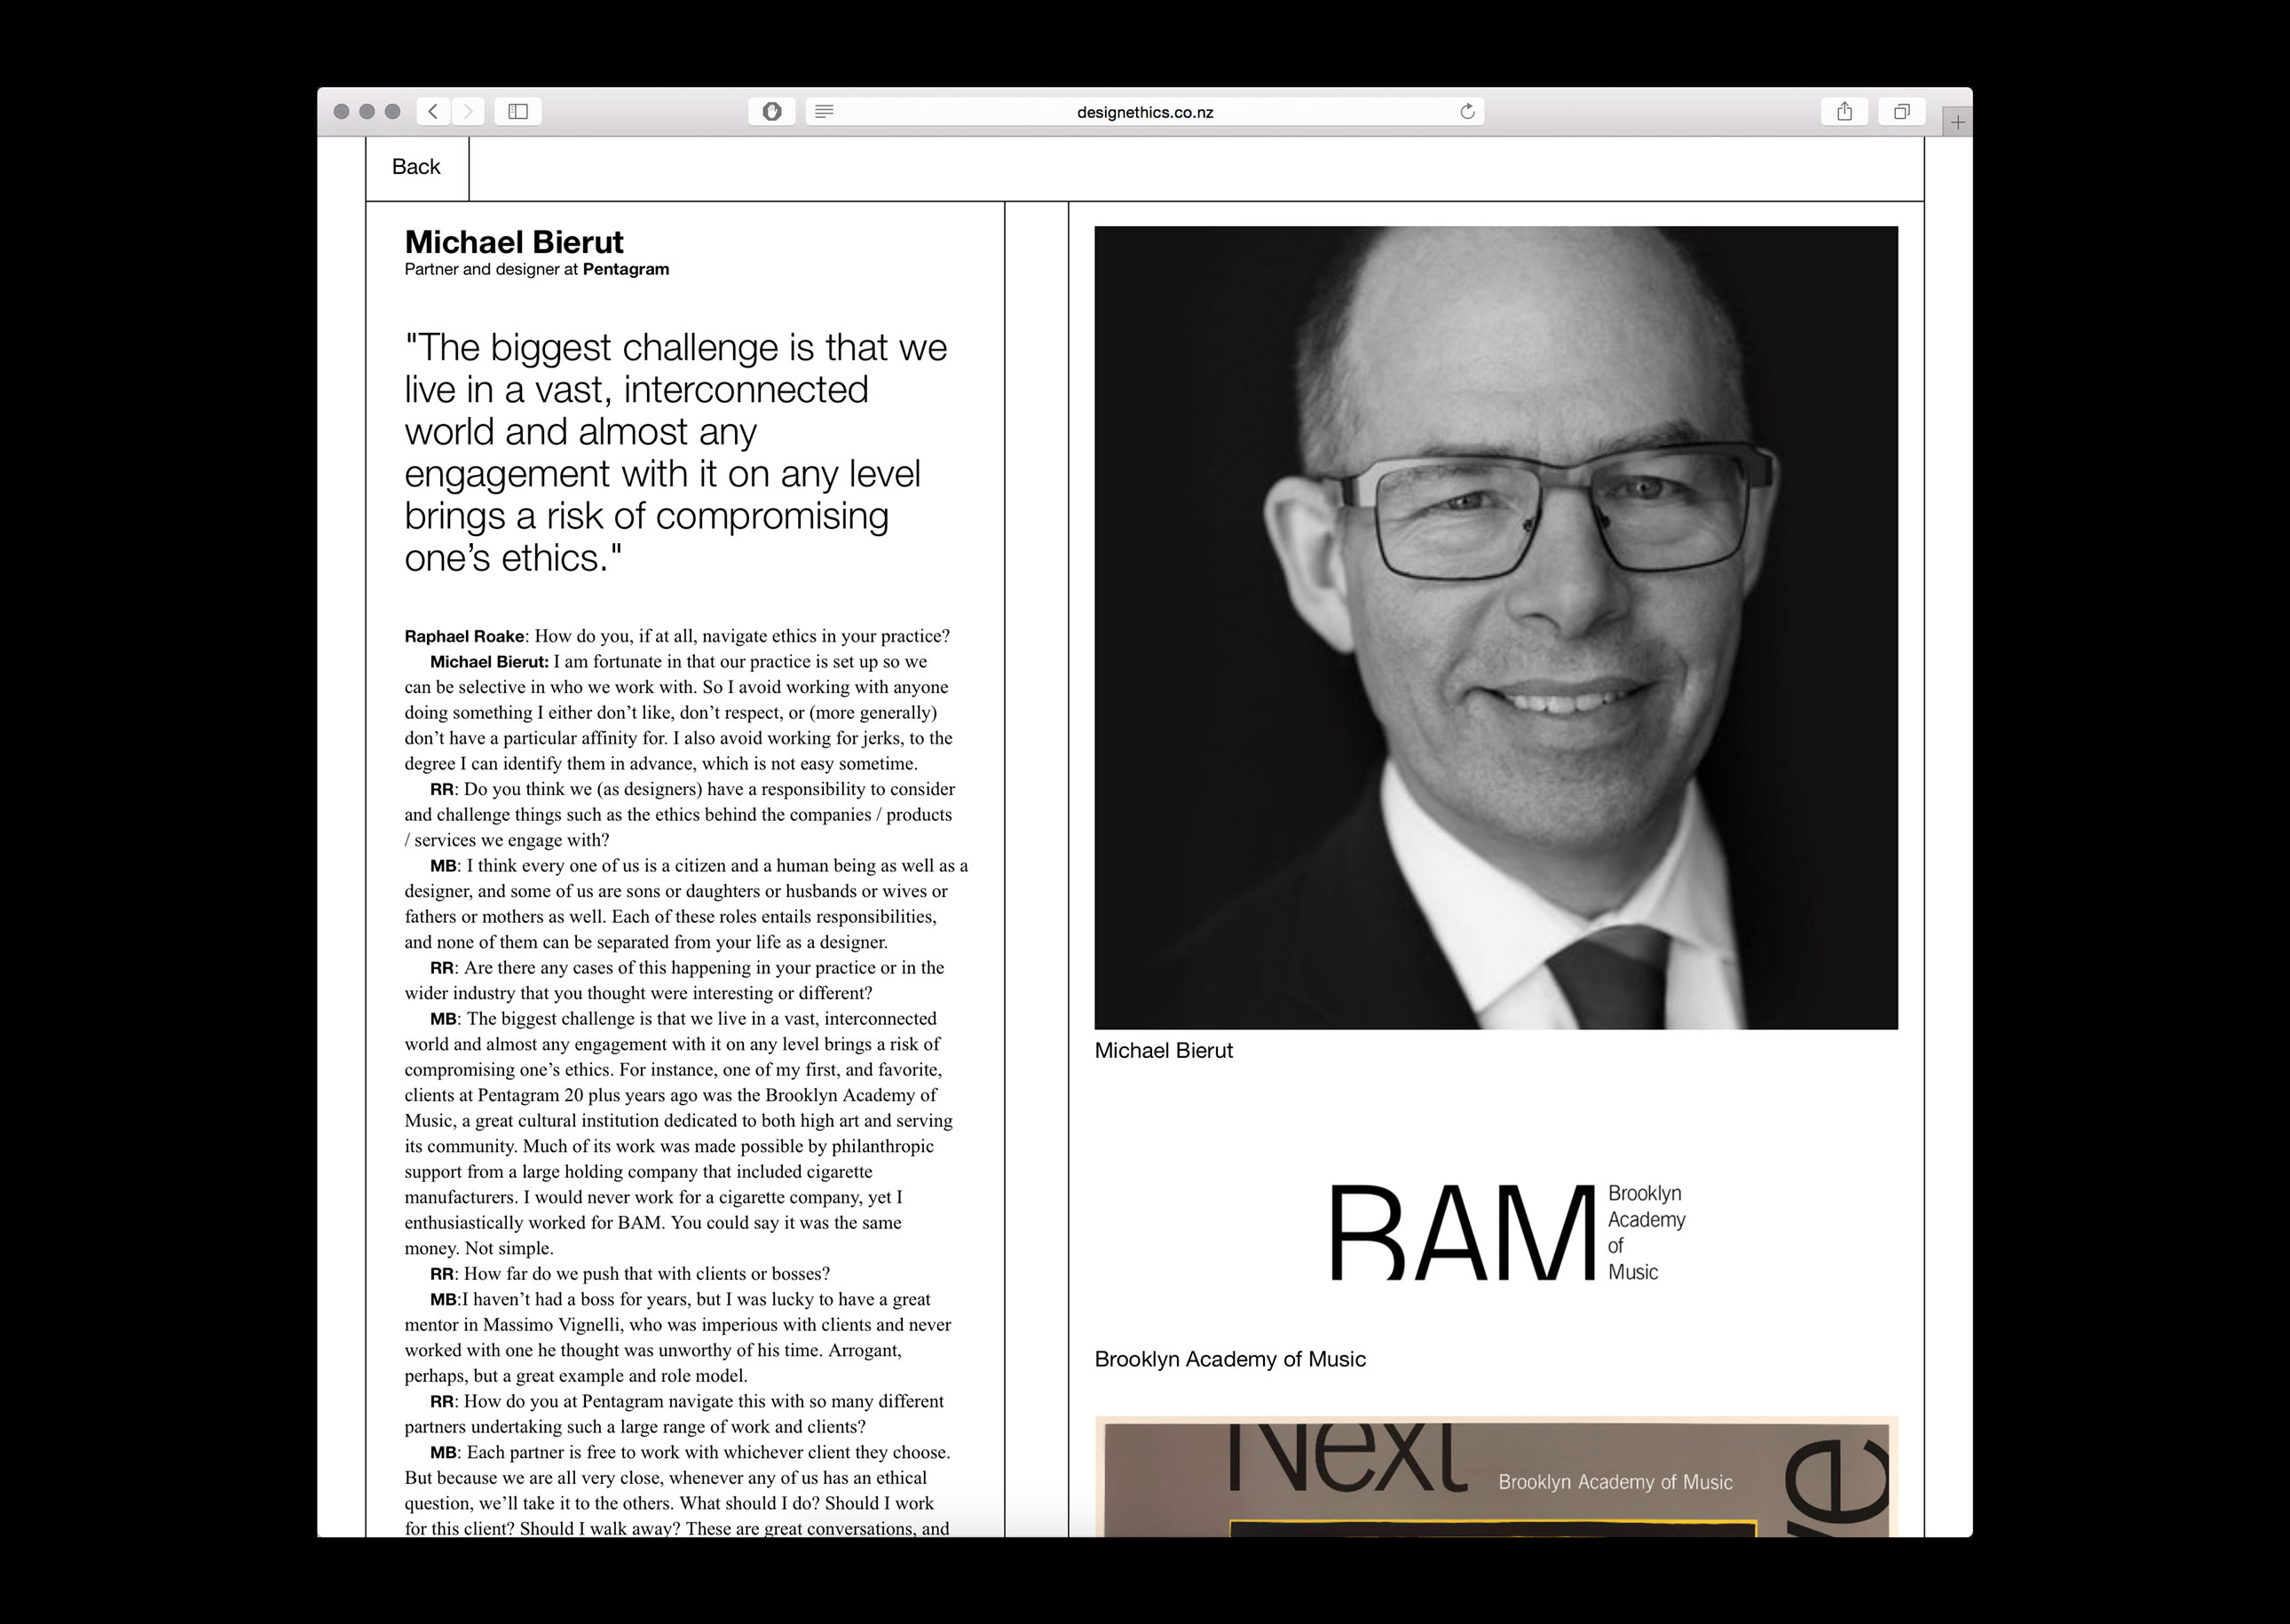 designethics.co.nz
Back
Michael Bierut
Partner and designer at Pentagram
"The biggest challenge is that we
live in a vast, interconnected
world and almost any
engagement with it on any level
brings a risk of compromising
one’s ethics."
Raphael Roake: How do you, if at all, navigate ethics in your practice?
Michael Bierut: I am fortunate in that our practice is set up so we
can be selective in who we work with. So I avoid working with anyone
doing something I either don’t like, don’t respect, or (more generally)
don’t have a particular affinity for. I also avoid working for jerks, to the
degree I can identify them in advance, which is not easy sometime.
RR: Do you think we (as designers) have a responsibility to consider
and challenge things such as the ethics behind the companies / products
/ services we engage with?
MB: I think every one of us is a citizen and a human being as well as a
designer, and some of us are sons or daughters or husbands or wives or
fathers or mothers as well. Each of these roles entails responsibilities,
and none of them can be separated from your life as a designer.
RR: Are there any cases of this happening in your practice or in the
wider industry that you thought were interesting or different?
MB: The biggest challenge is that we live in a vast, interconnected
world and almost any engagement with it on any level brings a risk of
compromising one’s ethics. For instance, one of my first, and favorite,
clients at Pentagram 20 plus years ago was the Brooklyn Academy of
Music, a great cultural institution dedicated to both high art and serving
its community. Much of its work was made possible by philanthropic
support from a large holding company that included cigarette
manufacturers. I would never work for a cigarette company, yet I
enthusiastically worked for BAM. You could say it was the same
money. Not simple.
RR: How far do we push that with clients or bosses?
MB:I haven’t had a boss for years, but I was lucky to have a great
mentor in Massimo Vignelli, who was imperious with clients and never
worked with one he thought was unworthy of his time. Arrogant,
perhaps, but a great example and role model.
RR: How do you at Pentagram navigate this with so many different
partners undertaking such a large range of work and clients?
MB: Each partner is free to work with whichever client they choose.
But because we are all very close, whenever any of us has an ethical
question, we’ll take it to the others. What should I do? Should I work
for this client? Should I walk away? These are great conversations, and
Michael Bierut
BAM
Brooklyn
Academy
of
Music
Brooklyn Academy of Music
Next
Brooklyn Academy of Music